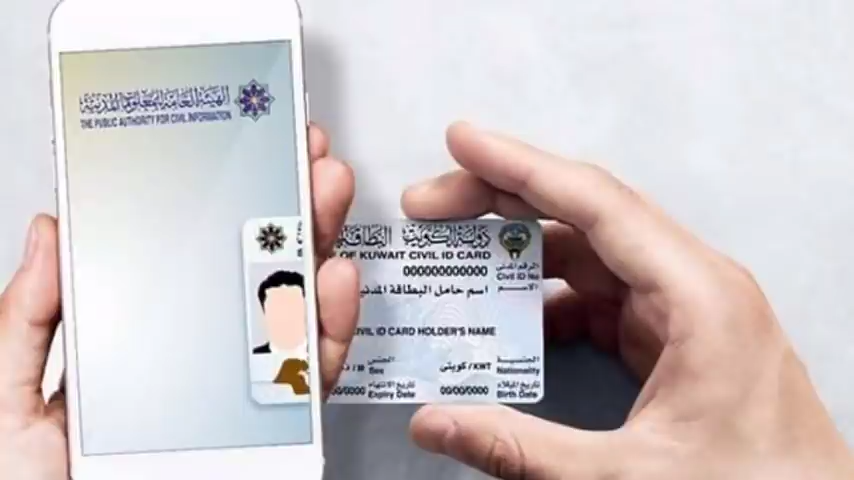 الهيئة العامة للمعلومات المدنية
THE PUBLIC AUTHORITY FOR CIVIL INFORMATION
دولة الكويت البطاقة
OF KUWAIT CIVIL ID CARD
000000000000 الرقم المدني
Civil ID No
اسم حامل البطاقة المدنية الاسم
CIVIL ID CARD HOLDER'S NAME
الجنس كويتي/KWT الجنسية
M / Sex Nationality
00/0000 تاريخ الانتهاء 00/00/0000 تاريخ الميلاد
Expiry Date Birth Date